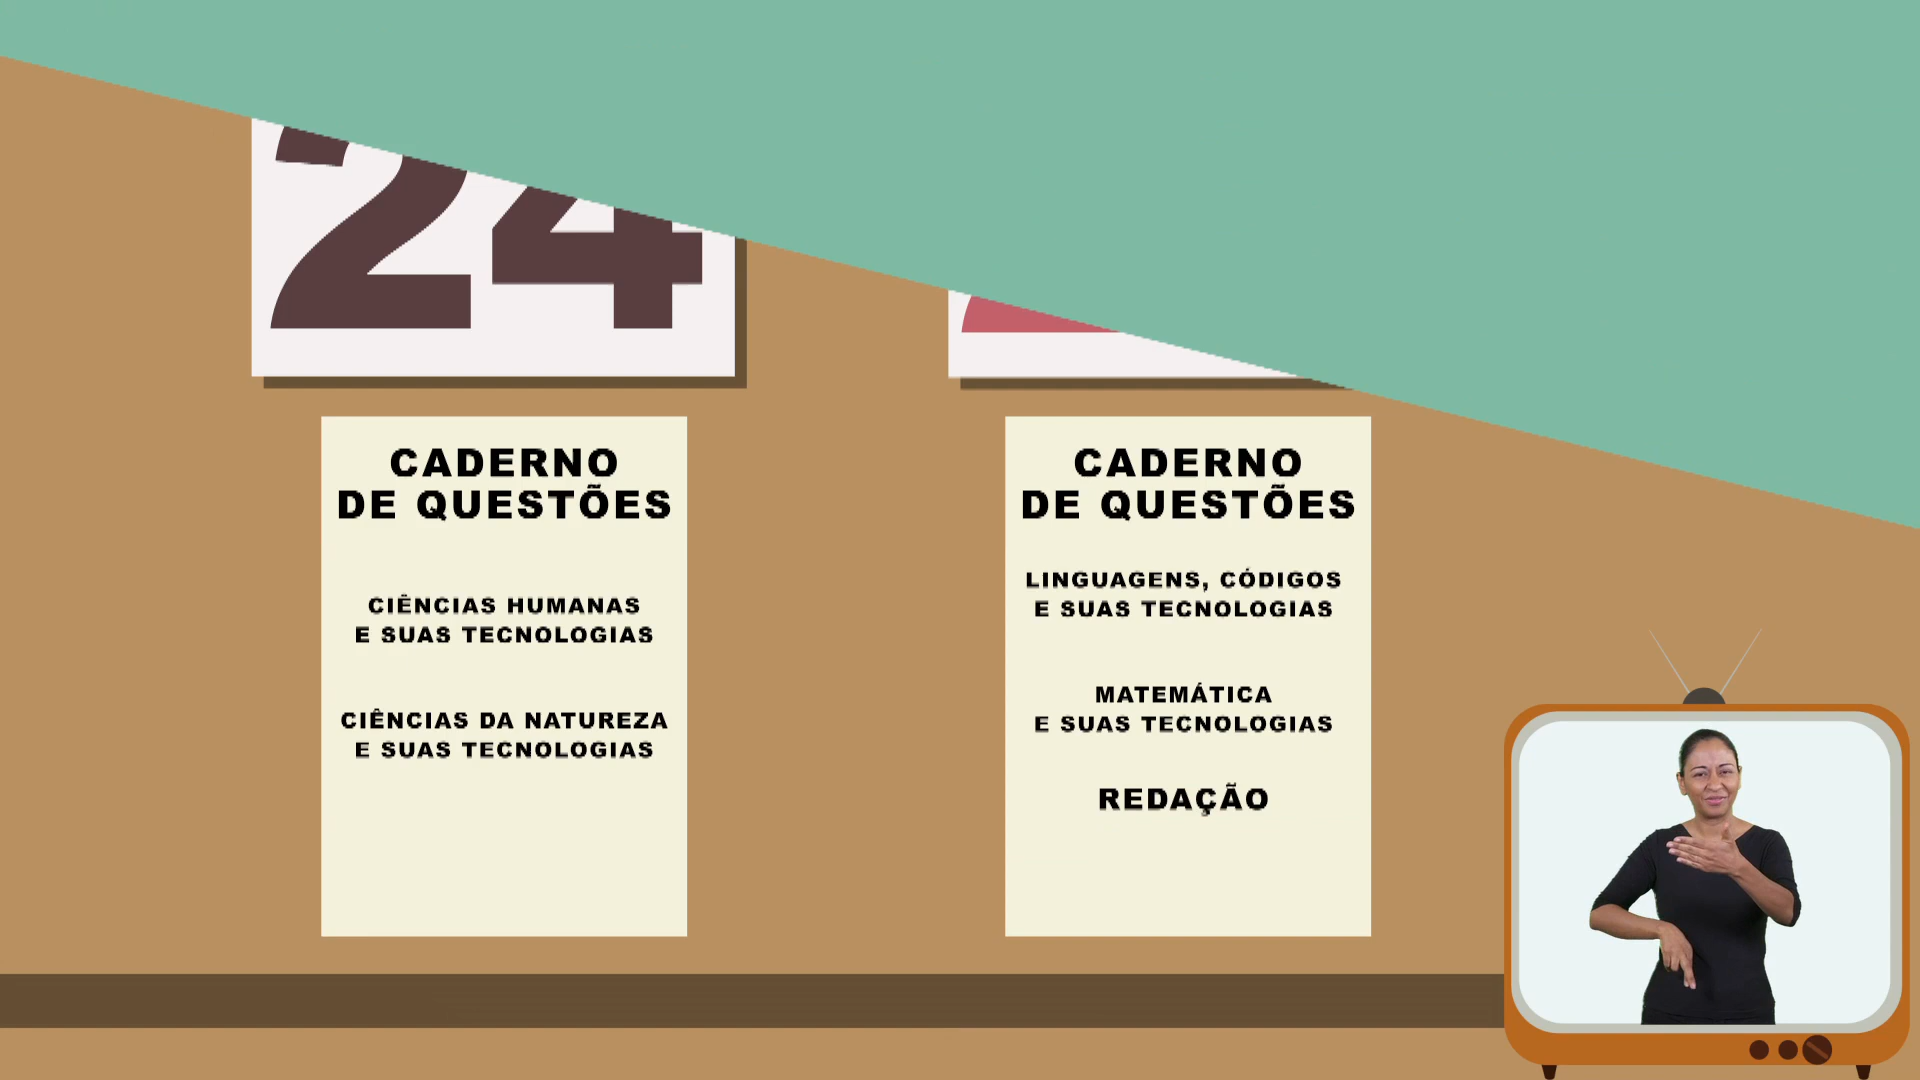 24
CADERNO
DE QUESTÕES
CIÊNCIAS HUMANAS
E SUAS TECNOLOGIAS
CIÊNCIAS DA NATUREZA
E SUAS TECNOLOGIAS
CADERNO
DE QUESTÕES
LINGUAGENS, CÓDIGOS
E SUAS TECNOLOGIAS
MATEMÁTICA
E SUAS TECNOLOGIAS
REDAÇÃO